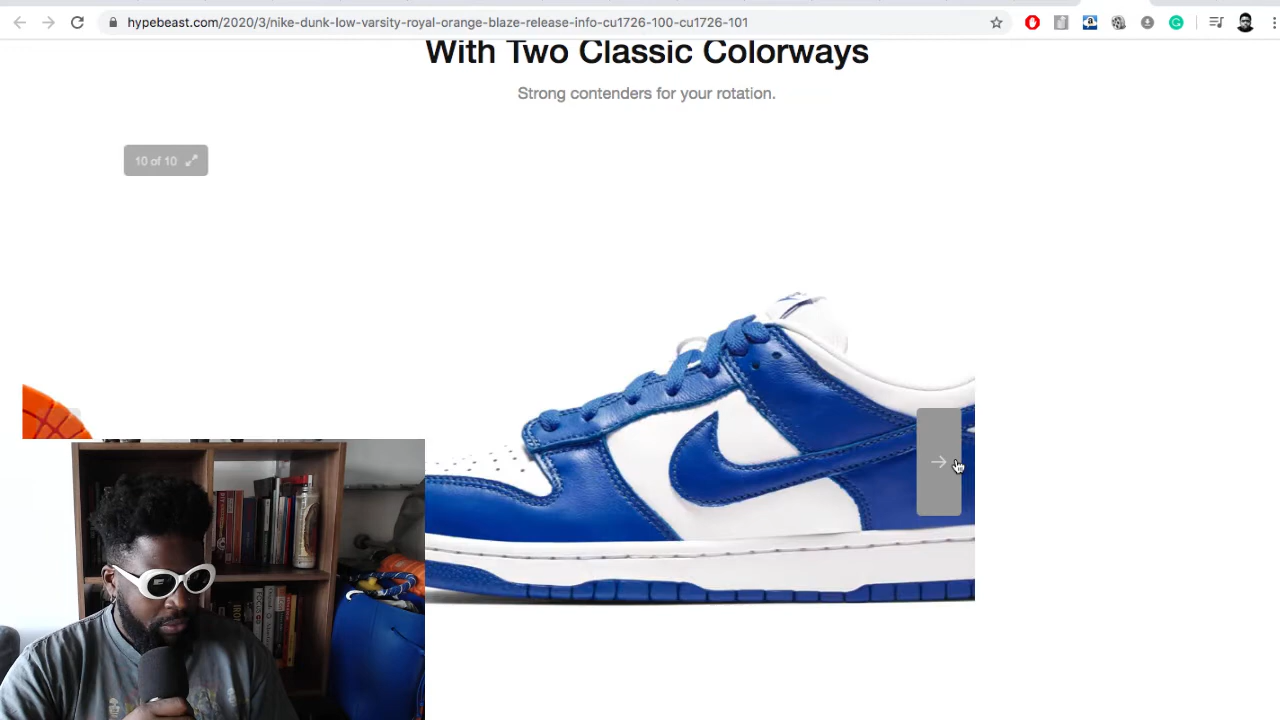 hypebeast.com/2020/3/nike-dunk-low-varsity-royal-orange-blaze-release-info-cu1726-100-cu1726-101
With Two Classic Colorways
Strong contenders for your rotation.
10 of 10